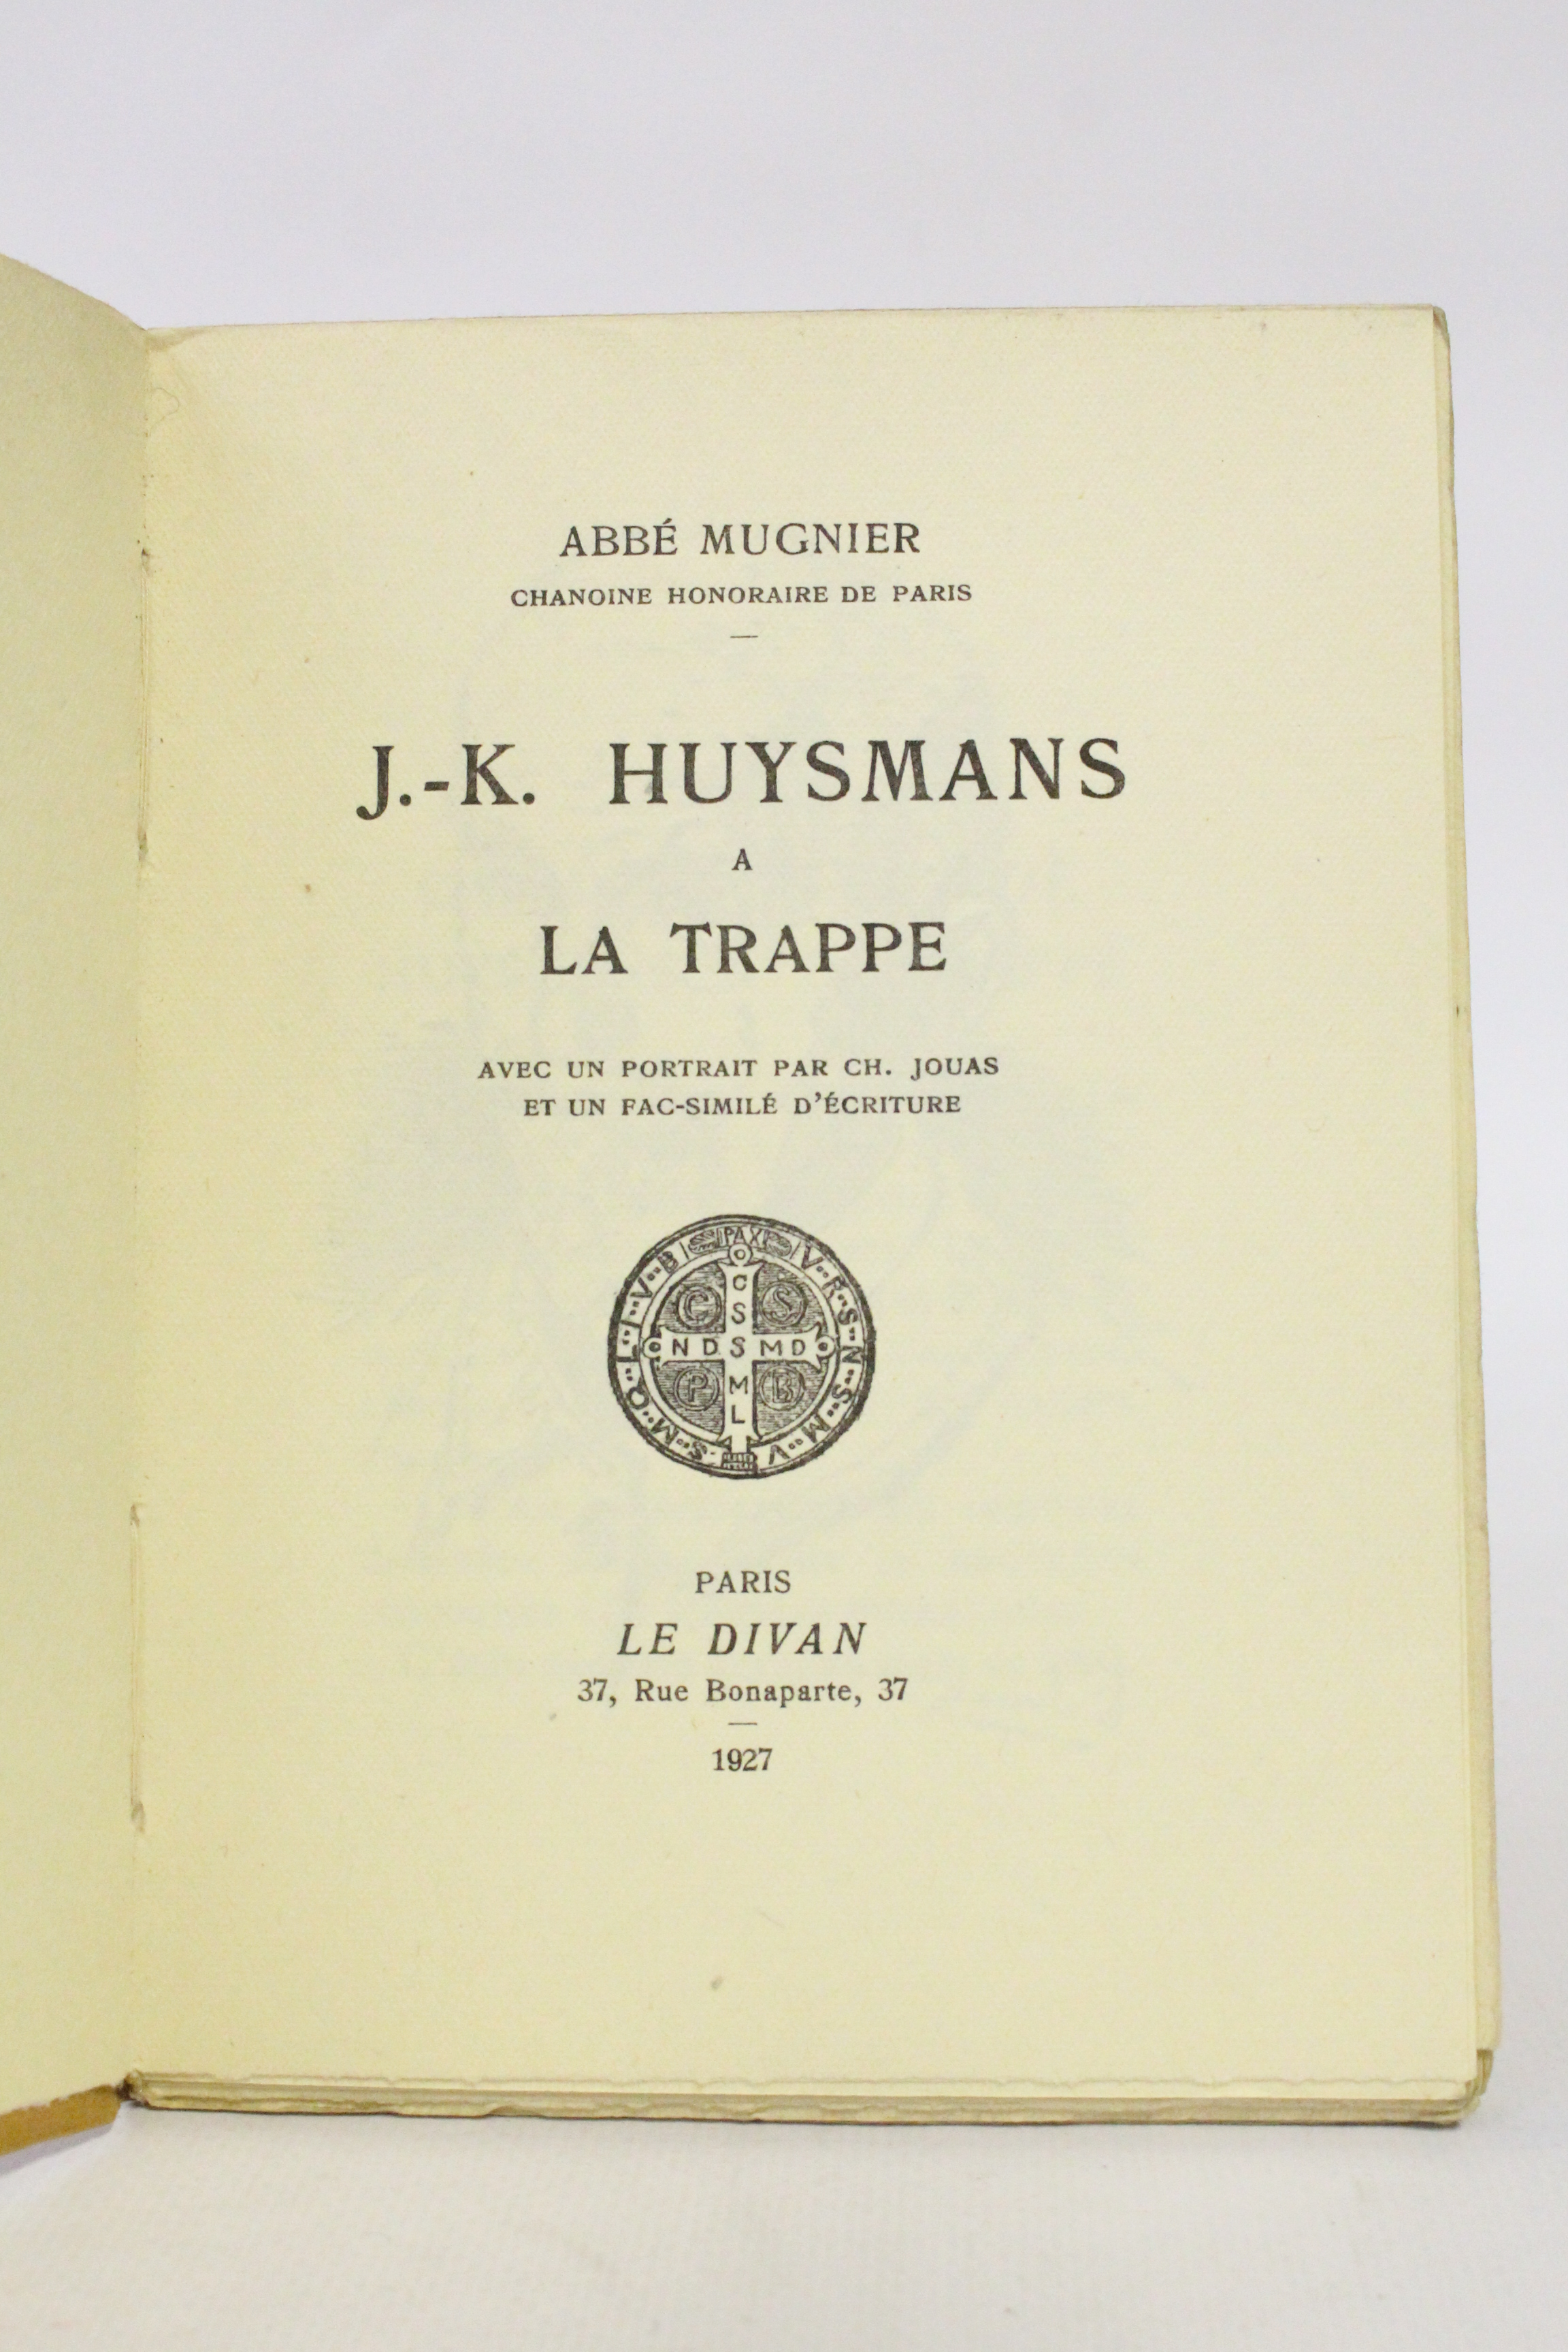 ABBÉ MUGNIER
CHANOINE HONORAIRE DE PARIS
J.-K. HUYSMANS
A
LA TRAPPE
AVEC UN PORTRAIT PAR CH. JOUAS
ET UN FAC-SIMILÉ D'ÉCRITURE
PAX
V··R··S··N··S··M··V
S··M··Q··L··I··V··B
C S
C
S
N D S M D
M
L
P B
PARIS
LE DIVAN
37, Rue Bonaparte, 37
1927